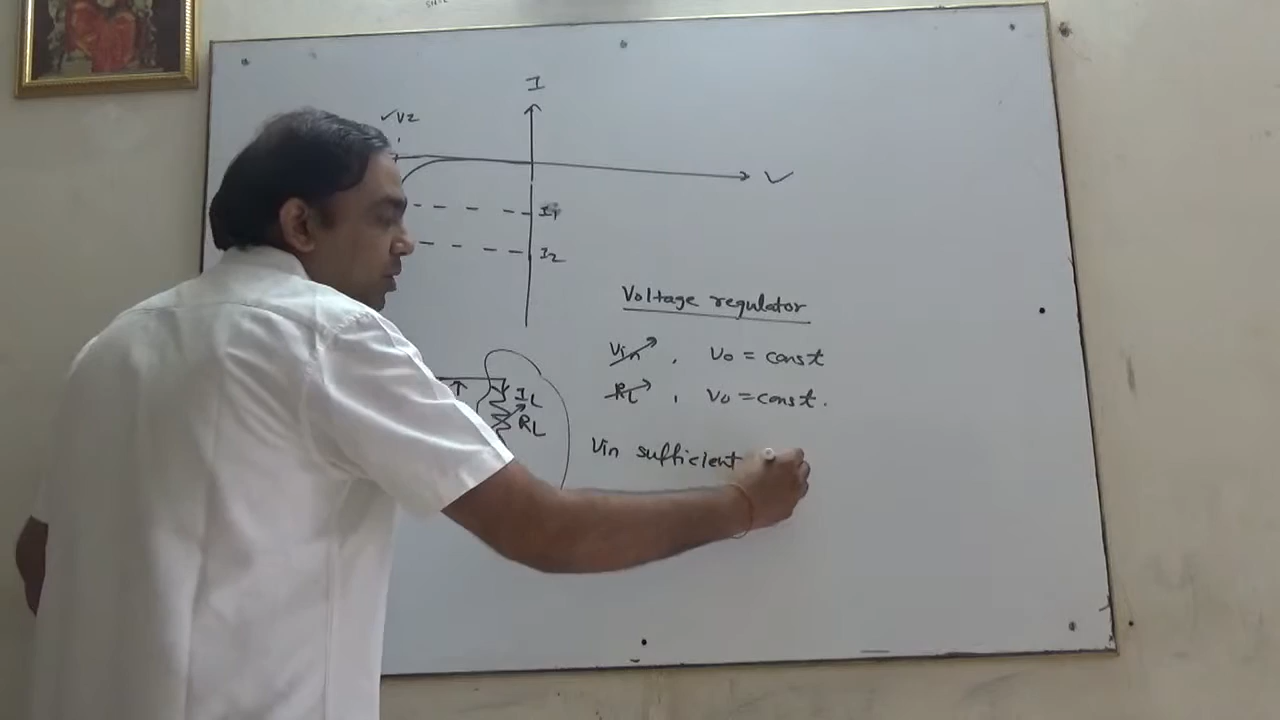 I
Vz
V
I1
I2
Voltage regulator
Vin , Vo = const
RL , Vo = const.
IL
RL
Vin sufficient